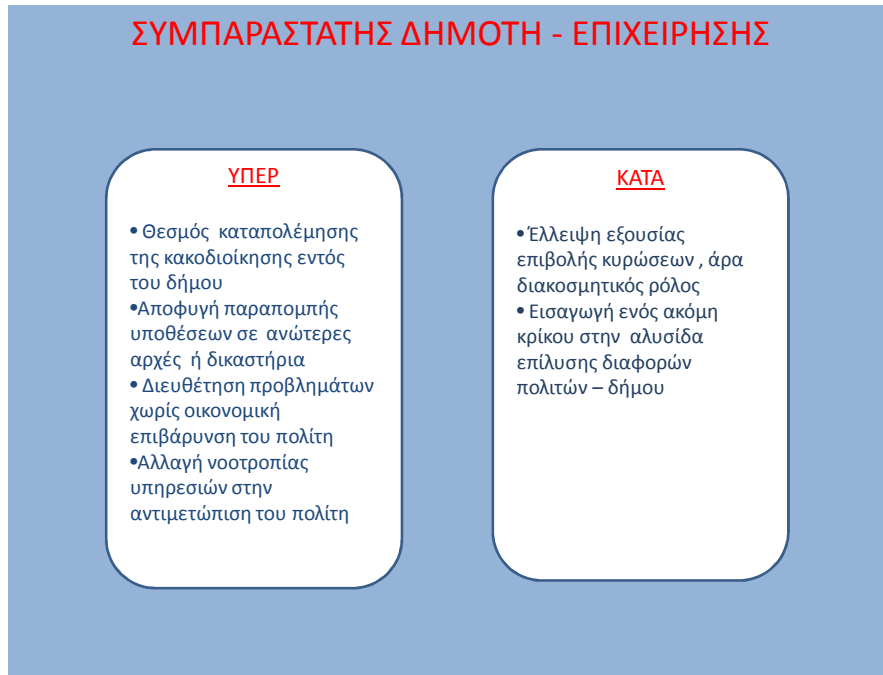 ΣΥΜΠΑΡΑΣΤΑΤΗΣ ΔΗΜΟΤΗ - ΕΠΙΧΕΙΡΗΣΗΣ
ΥΠΕΡ
• Θεσμός καταπολέμησης
της κακοδιοίκησης εντός
του δήμου
•Αποφυγή παραπομπής
υποθέσεων σε ανώτερες
αρχές ή δικαστήρια
• Διευθέτηση προβλημάτων
χωρίς οικονομική
επιβάρυνση του πολίτη
•Αλλαγή νοοτροπίας
υπηρεσιών στην
αντιμετώπιση του πολίτη
ΚΑΤΑ
•Έλλειψη εξουσίας
επιβολής κυρώσεων , άρα
διακοσμητικός ρόλος
• Εισαγωγή ενός ακόμη
κρίκου στην αλυσίδα
επίλυσης διαφορών
πολιτών – δήμου